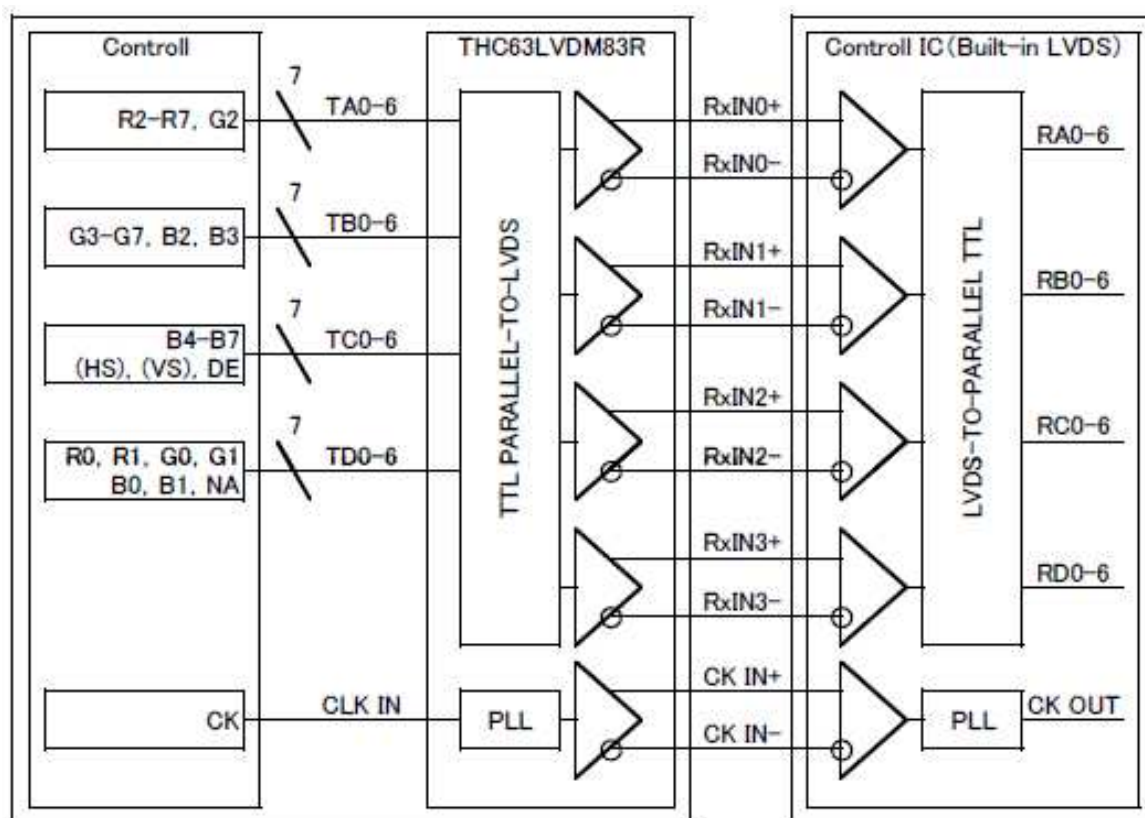 Controll
THC63LVDM83R
Controll IC(Built-in LVDS)
R2-R7, G2
7
TA0-6
RxIN0+
RxIN0-
RA0-6
G3-G7, B2, B3
7
TB0-6
RxIN1+
RxIN1-
RB0-6
B4-B7
(HS), (VS), DE
7
TC0-6
RxIN2+
RxIN2-
RC0-6
R0, R1, G0, G1
B0, B1, NA
7
TD0-6
RxIN3+
RxIN3-
RD0-6
TTL PARALLEL-TO-LVDS
LVDS-TO-PARALLEL TTL
CK
CLK IN
PLL
CK IN+
CK IN-
PLL
CK OUT